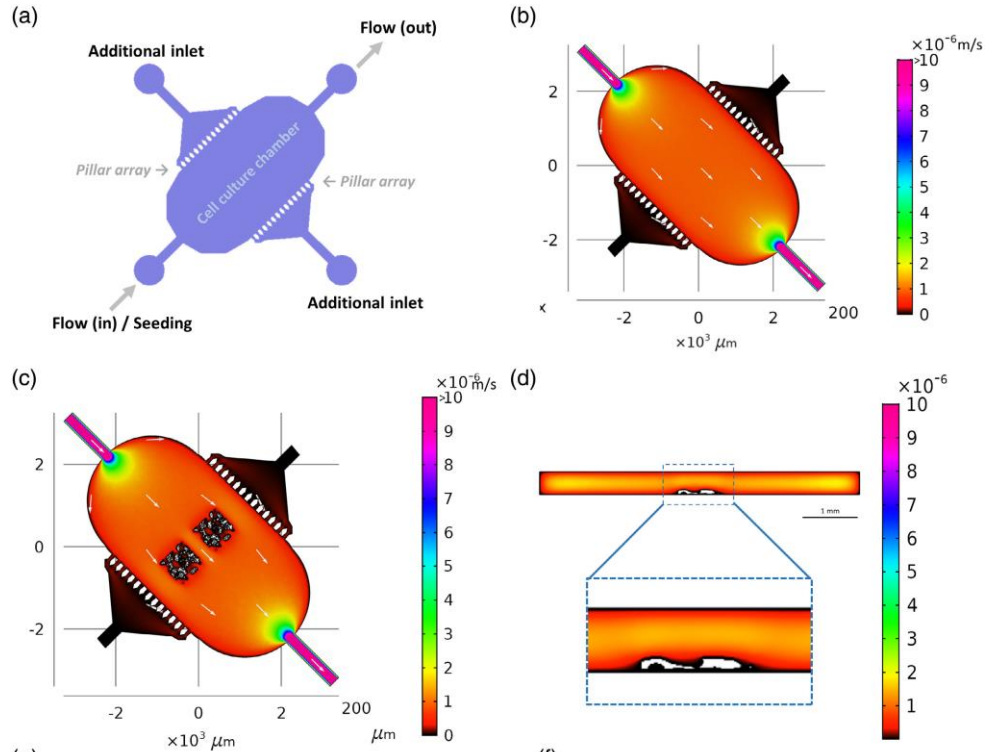 (a)
Flow (out)
Additional inlet
Pillar array →
Cell culture chamber
← Pillar array
Additional inlet
Flow (in) / Seeding
(b)
×10⁻⁶ m/s
>
10
9
8
7
6
5
4
3
2
1
0
2
0
-2
x
-2
0
2
200
×10³ μm
(c)
×10⁻⁶ m/s
>
10
9
8
7
6
5
4
3
2
1
0
2
0
-2
-2
0
2
200
×10³ μm
μm
(d)
×10⁻⁶
10
9
8
7
6
5
4
3
2
1
1 mm
(f)